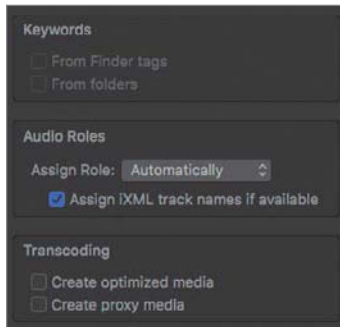 Keywords
From Finder tags
From folders
Audio Roles
Assign Role: Automatically
Assign iXML track names if available
Transcoding
Create optimized media
Create proxy media